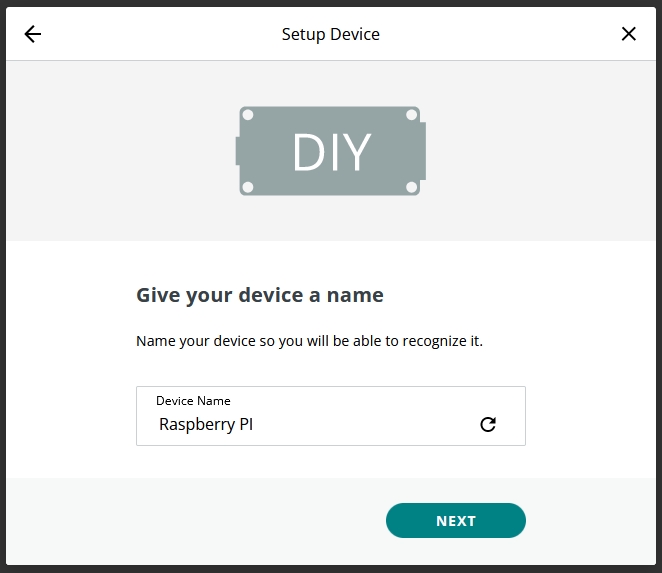 Setup Device
DIY
Give your device a name
Name your device so you will be able to recognize it.
Device Name
Raspberry PI
NEXT